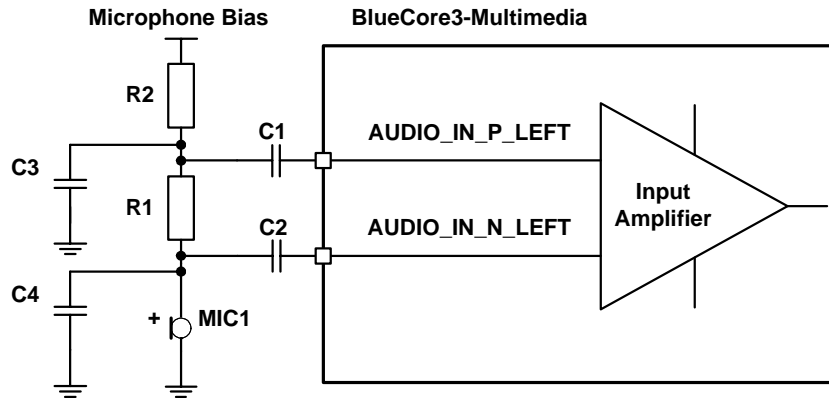 Microphone Bias
BlueCore3-Multimedia
R2
C1
AUDIO_IN_P_LEFT
C3
R1
Input
Amplifier
C2
AUDIO_IN_N_LEFT
C4
+
MIC1